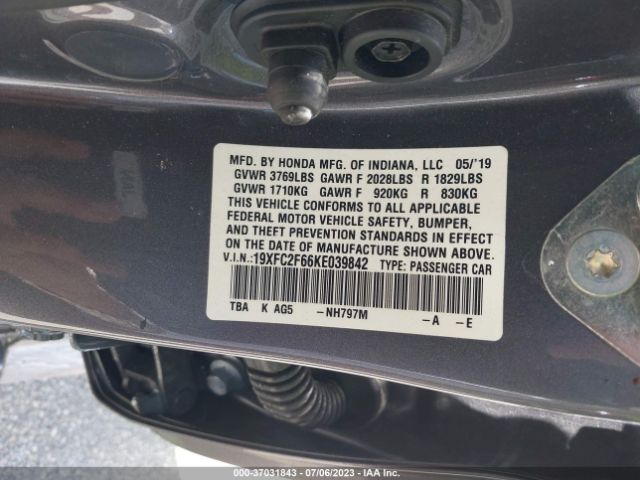 MFD. BY HONDA MFG. OF INDIANA, LLC 05/'19
GVWR 3769LBS GAWR F 2028LBS R 1829LBS
GVWR 1710KG GAWR F 920KG R 830KG
THIS VEHICLE CONFORMS TO ALL APPLICABLE
FEDERAL MOTOR VEHICLE SAFETY, BUMPER,
AND THEFT PREVENTION STANDARDS IN EFFECT
ON THE DATE OF MANUFACTURE SHOWN ABOVE.
V.I.N.:19XFC2F66KE039842 TYPE: PASSENGER CAR
TBA K AG5 -NH797M -A -E
000-37031843 / 07/06/2023 - IAA Inc.